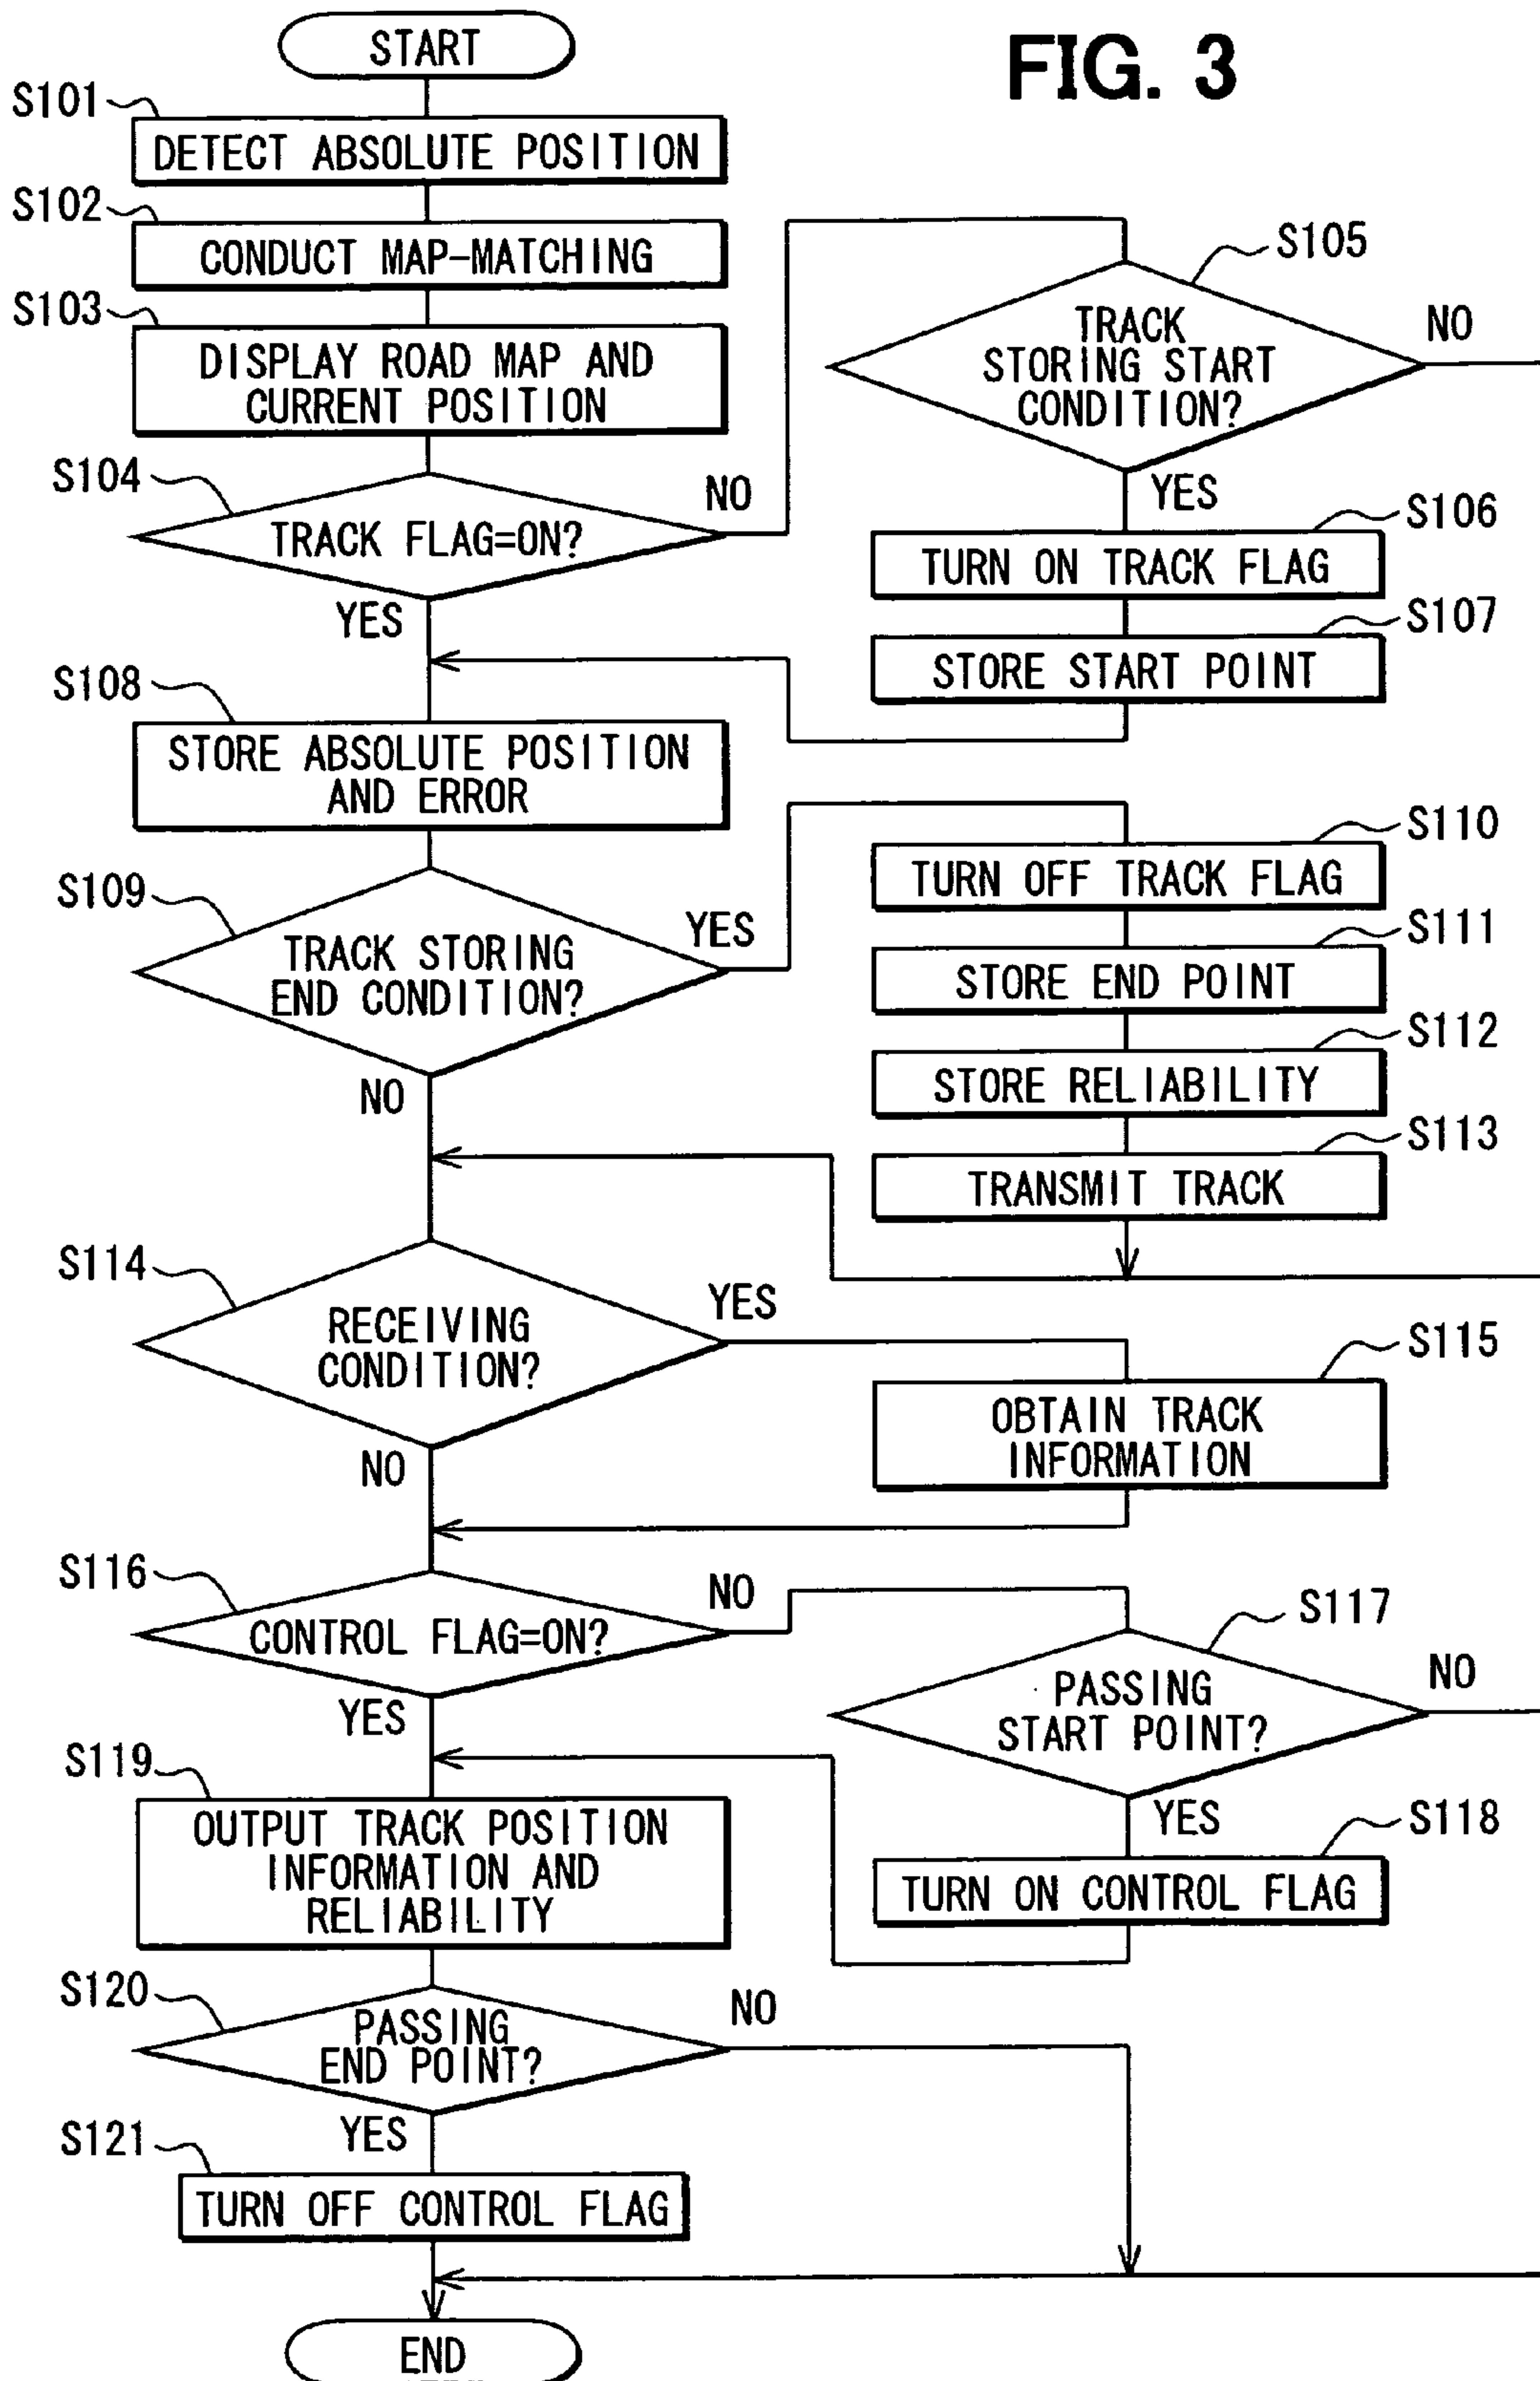 FIG. 3
START
S101
DETECT ABSOLUTE POSITION
S102
CONDUCT MAP-MATCHING
S103
DISPLAY ROAD MAP AND
CURRENT POSITION
S104
TRACK FLAG=ON?
NO
YES
S105
TRACK
STORING START
CONDITION?
NO
YES
S106
TURN ON TRACK FLAG
S107
STORE START POINT
S108
STORE ABSOLUTE POSITION
AND ERROR
S109
TRACK STORING
END CONDITION?
YES
NO
S110
TURN OFF TRACK FLAG
S111
STORE END POINT
S112
STORE RELIABILITY
S113
TRANSMIT TRACK
S114
RECEIVING
CONDITION?
YES
NO
S115
OBTAIN TRACK
INFORMATION
S116
CONTROL FLAG=ON?
NO
YES
S117
PASSING
START POINT?
NO
YES
S118
TURN ON CONTROL FLAG
S119
OUTPUT TRACK POSITION
INFORMATION AND
RELIABILITY
S120
PASSING
END POINT?
NO
YES
S121
TURN OFF CONTROL FLAG
END